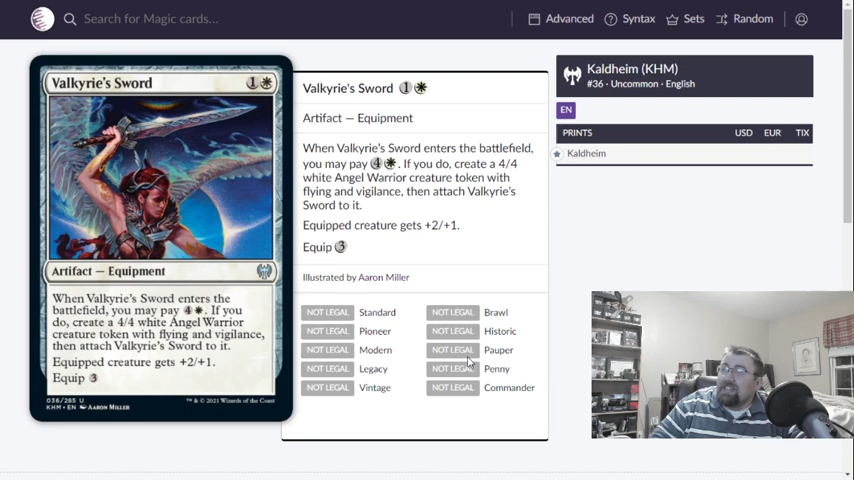 Search for Magic cards...
Advanced
Syntax
Sets
Random
Valkyrie's Sword 1
Artifact — Equipment
When Valkyrie's Sword enters the
battlefield, you may pay 4. If you
do, create a 4/4 white Angel Warrior
creature token with flying and vigilance,
then attach Valkyrie's Sword to it.
Equipped creature gets +2/+1.
Equip 3
036/285 U
KHM • EN AARON MILLER
™ & © 2021 Wizards of the Coast
Valkyrie's Sword 1
Artifact — Equipment
When Valkyrie's Sword enters the battlefield,
you may pay 4. If you do, create a 4/4
white Angel Warrior creature token with
flying and vigilance, then attach Valkyrie's
Sword to it.
Equipped creature gets +2/+1.
Equip 3
Illustrated by Aaron Miller
NOT LEGAL Standard NOT LEGAL Brawl
NOT LEGAL Pioneer NOT LEGAL Historic
NOT LEGAL Modern NOT LEGAL Pauper
NOT LEGAL Legacy NOT LEGAL Penny
NOT LEGAL Vintage NOT LEGAL Commander
Kaldheim (KHM)
#36 · Uncommon · English
EN
PRINTS USD EUR TIX
Kaldheim